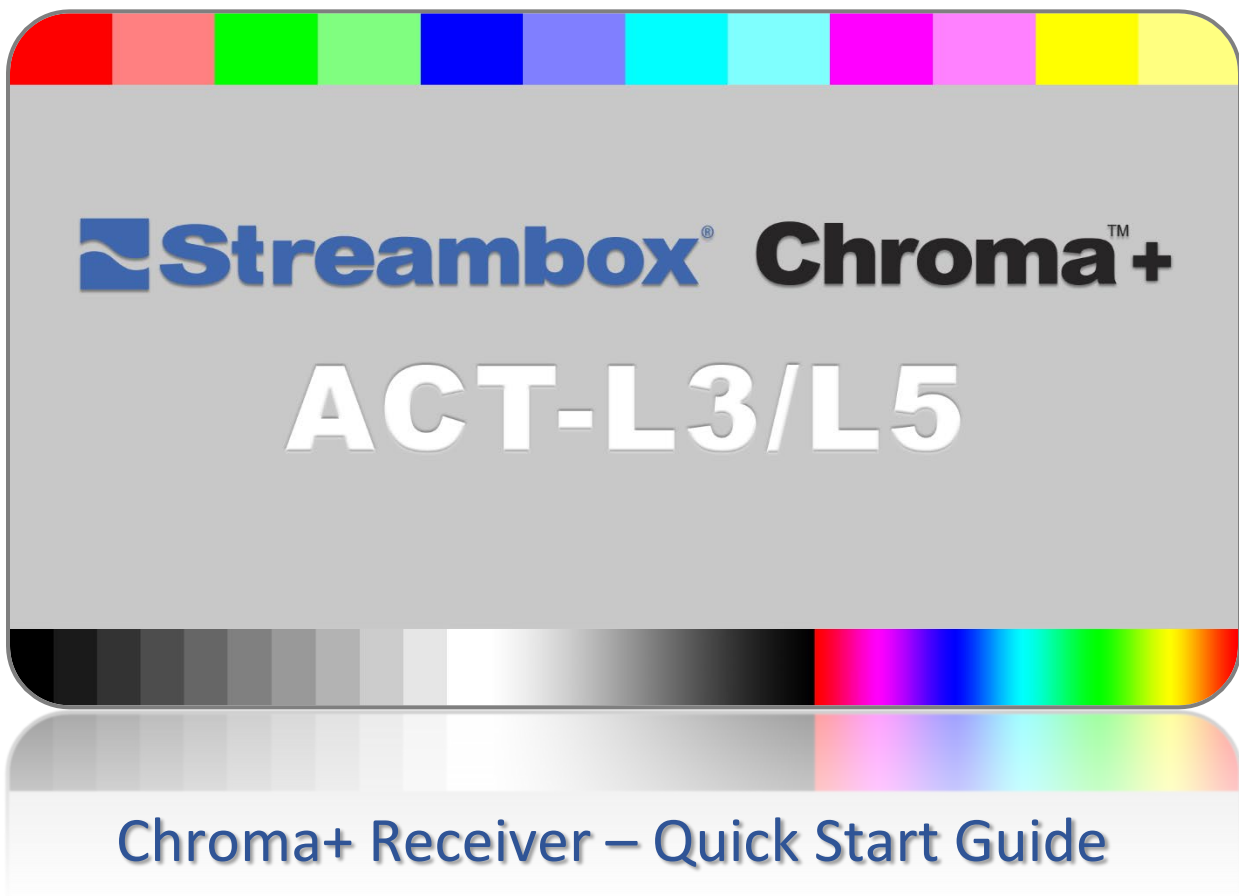 Streambox® Chroma™+
ACT-L3/L5
Chroma+ Receiver – Quick Start Guide